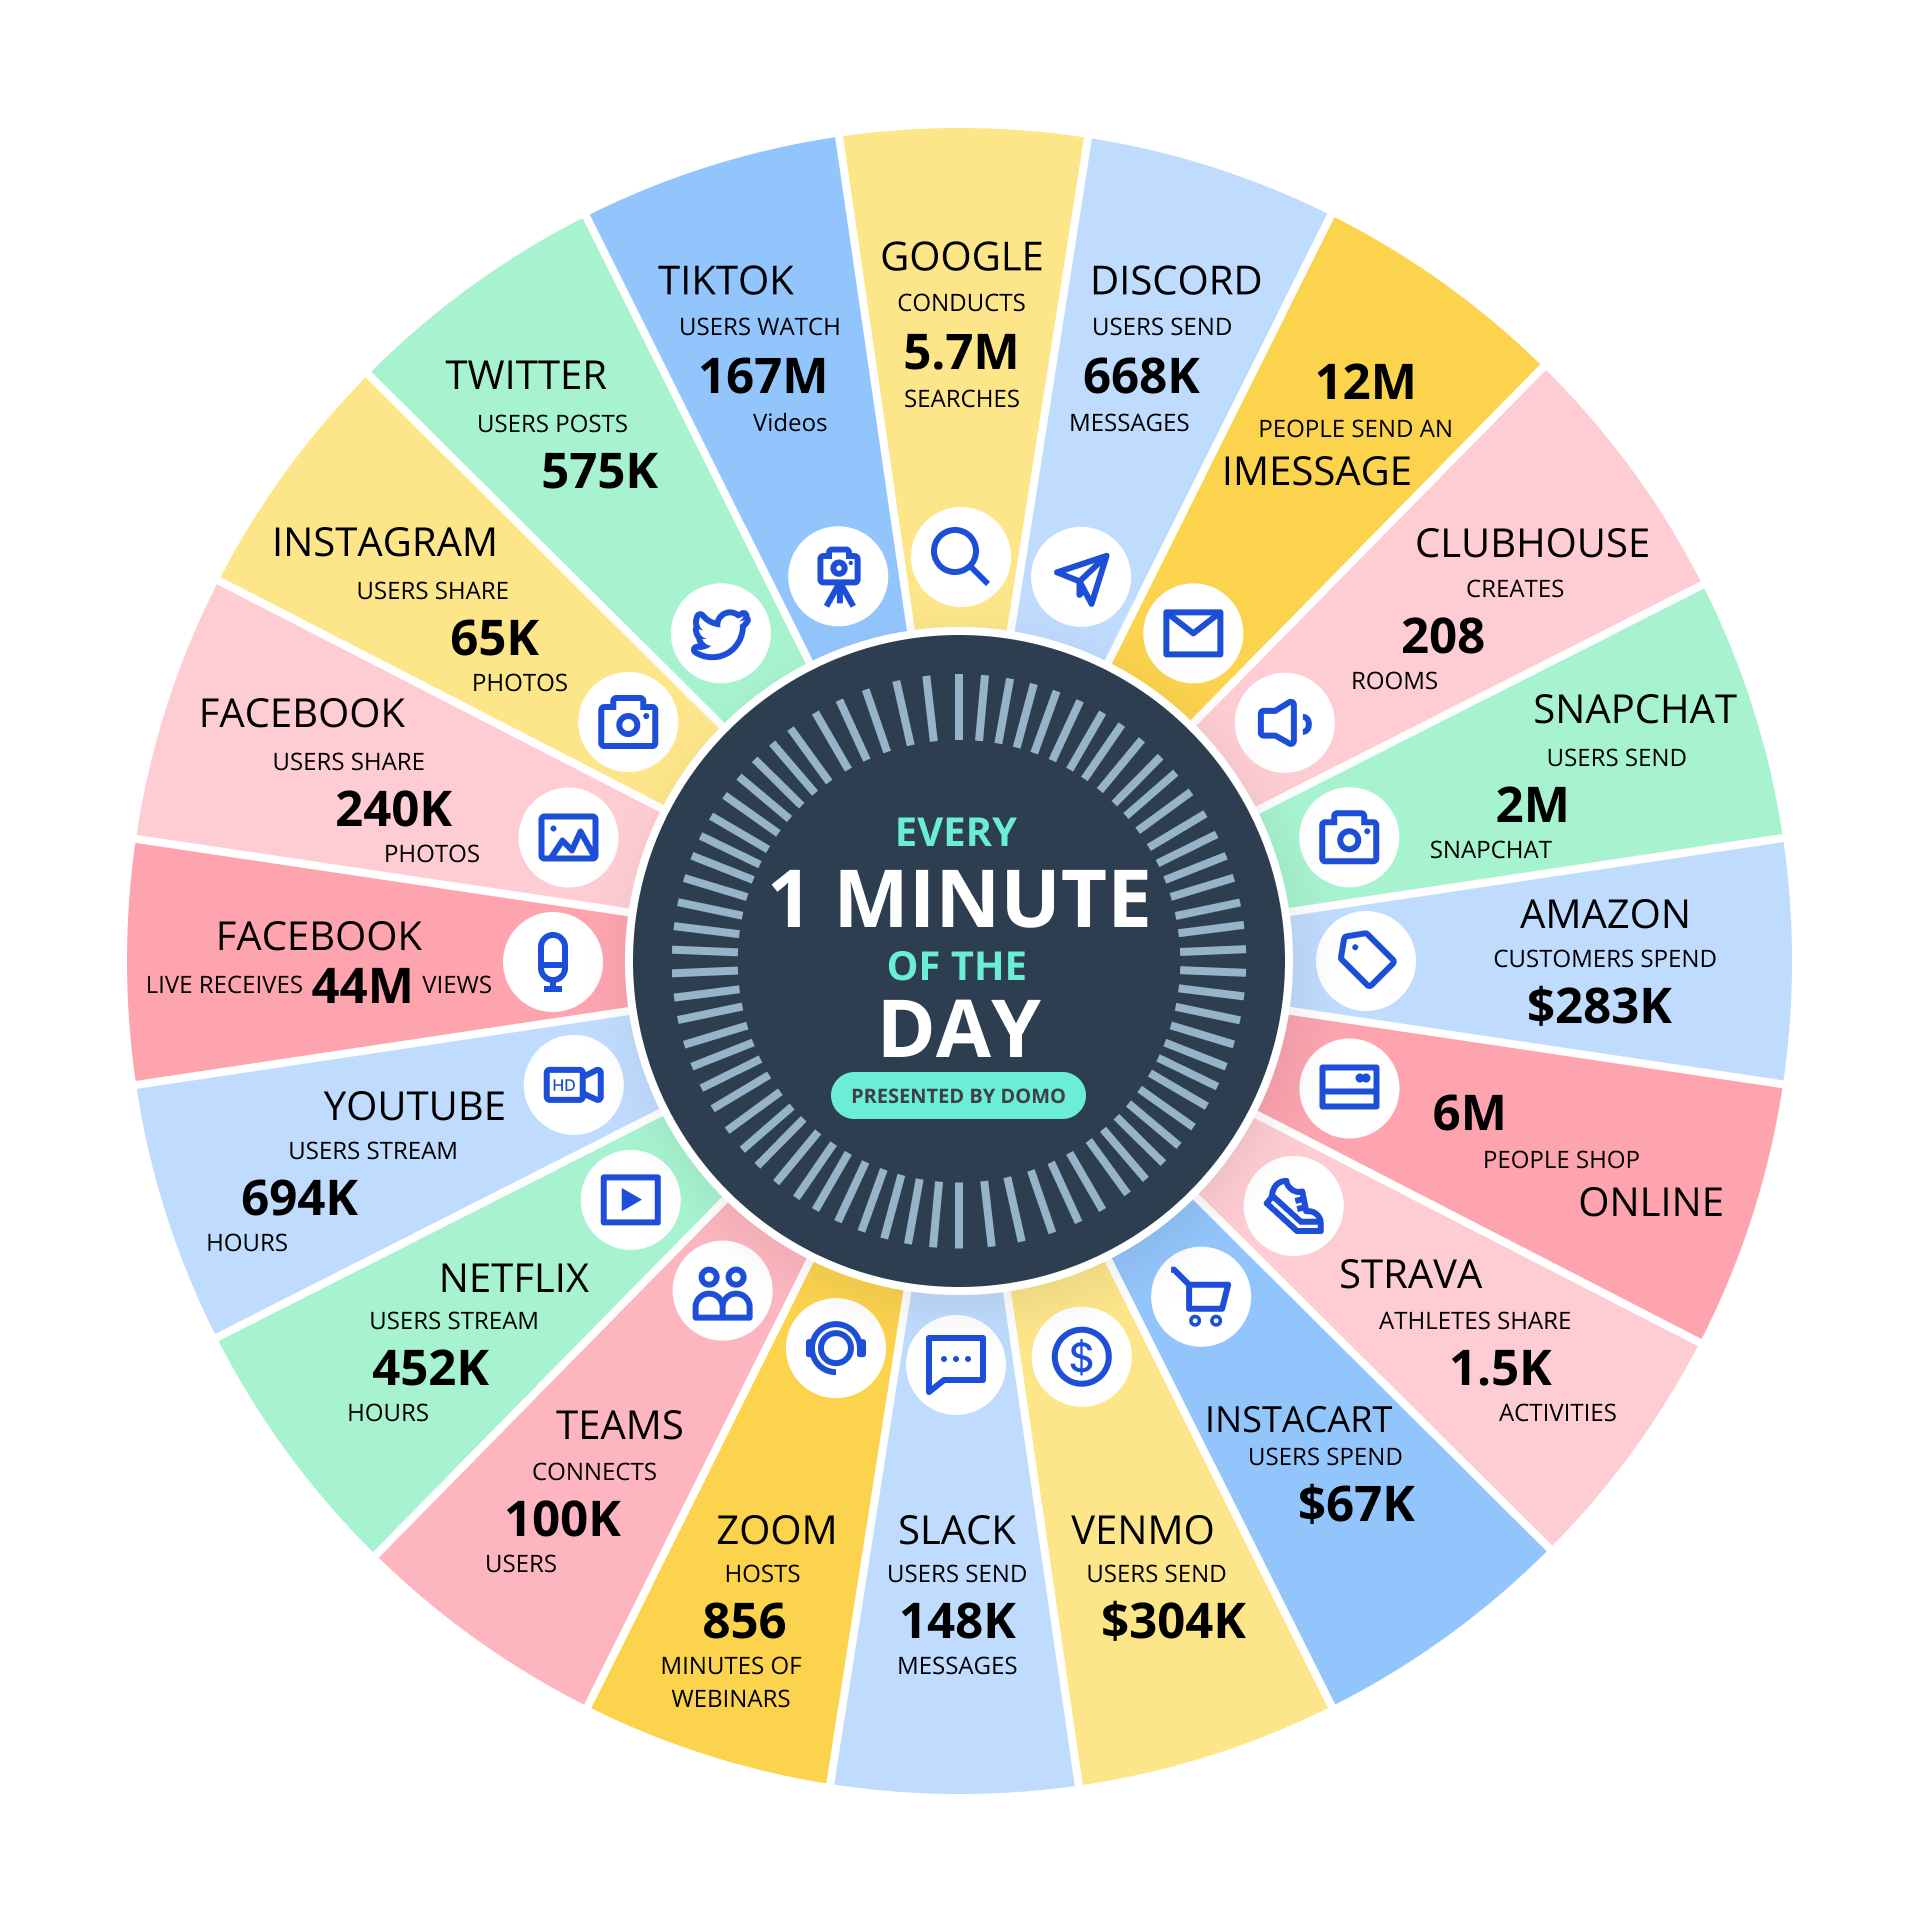 GOOGLE
CONDUCTS
5.7M
SEARCHES
DISCORD
USERS SEND
668K
MESSAGES
12M
PEOPLE SEND AN
IMESSAGE
CLUBHOUSE
CREATES
208
ROOMS
SNAPCHAT
USERS SEND
2M
SNAPCHAT
AMAZON
CUSTOMERS SPEND
$283K
6M
PEOPLE SHOP
ONLINE
STRAVA
ATHLETES SHARE
1.5K
ACTIVITIES
INSTACART
USERS SPEND
$67K
VENMO
USERS SEND
$304K
SLACK
USERS SEND
148K
MESSAGES
ZOOM
HOSTS
856
MINUTES OF
WEBINARS
TEAMS
CONNECTS
100K
USERS
NETFLIX
USERS STREAM
452K
HOURS
YOUTUBE
USERS STREAM
694K
HOURS
HD
FACEBOOK
LIVE RECEIVES 44M VIEWS
FACEBOOK
USERS SHARE
240K
PHOTOS
INSTAGRAM
USERS SHARE
65K
PHOTOS
TWITTER
USERS POSTS
575K
TIKTOK
USERS WATCH
167M
Videos
EVERY
1 MINUTE
OF THE
DAY
PRESENTED BY DOMO
$